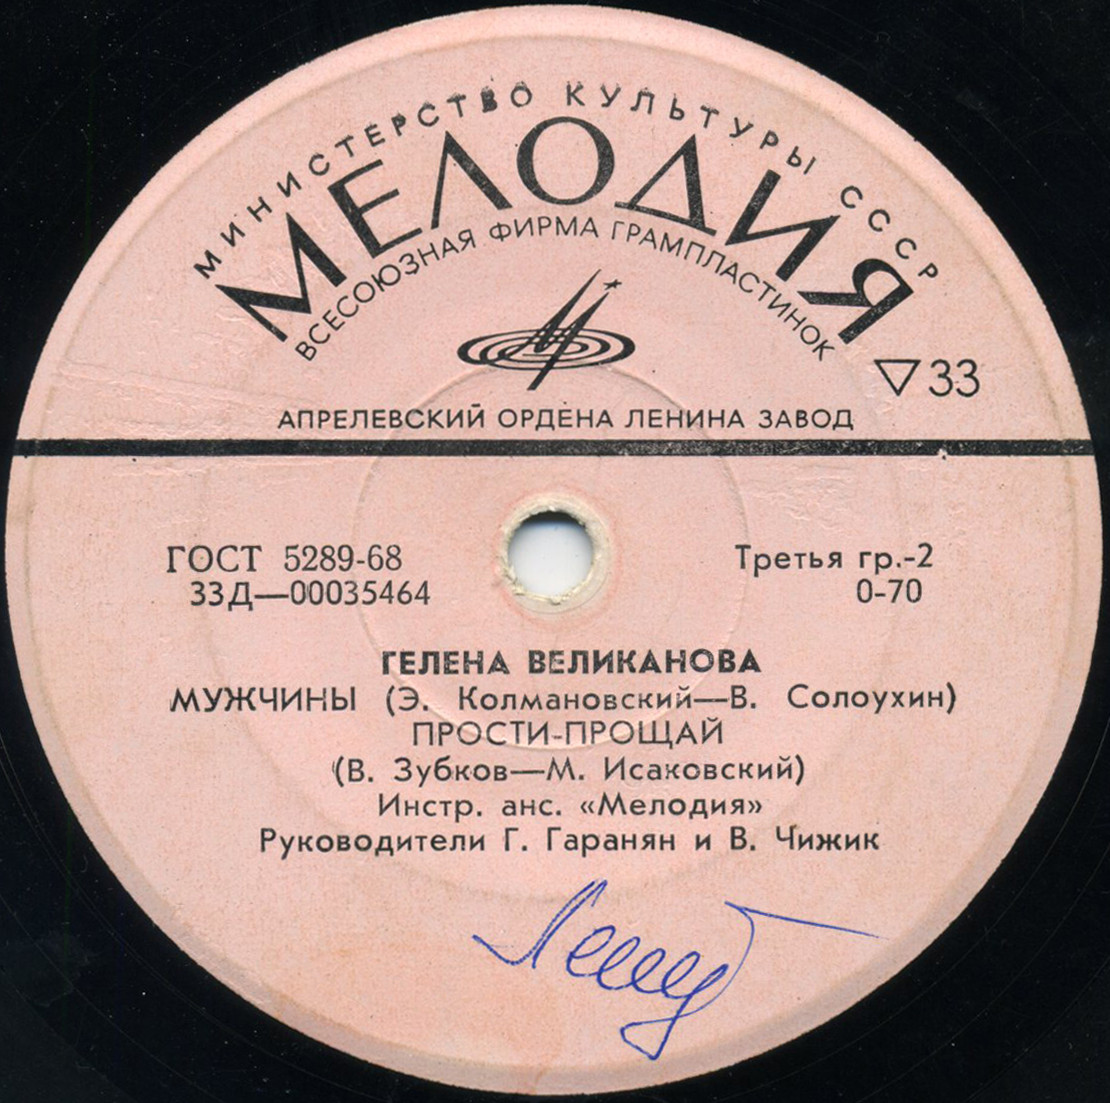 МИНИСТЕРСТВО КУЛЬТУРЫ СССР
МЕЛОДИЯ
ВСЕСОЮЗНАЯ ФИРМА ГРАМПЛАСТИНОК
▽33
АПРЕЛЕВСКИЙ ОРДЕНА ЛЕНИНА ЗАВОД
ГОСТ 5289-68
Третья гр.-2
33Д—00035464
0-70
ГЕЛЕНА ВЕЛИКАНОВА
МУЖЧИНЫ (Э. Колмановский—В. Солоухин)
ПРОСТИ-ПРОЩАЙ
(В. Зубков—М. Исаковский)
Инстр. анс. «Мелодия»
Руководители Г. Гаранян и В. Чижик